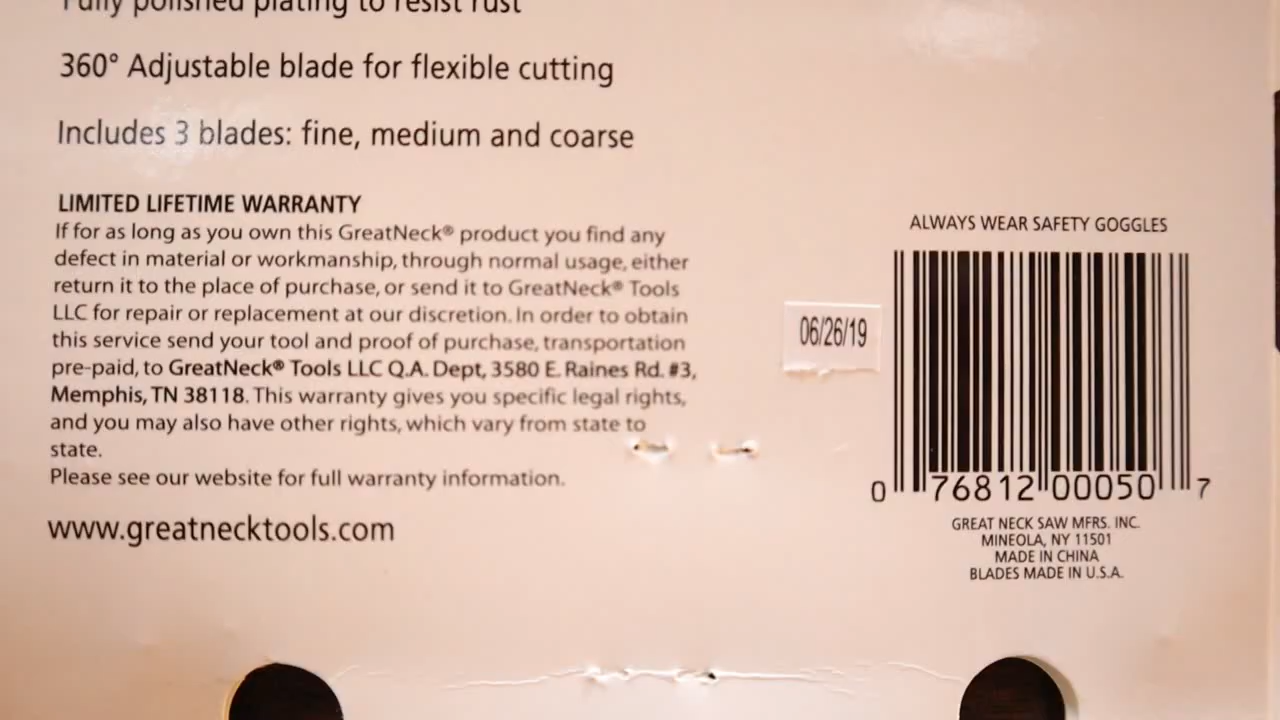 Fully polished plating to resist rust
360° Adjustable blade for flexible cutting
Includes 3 blades: fine, medium and coarse
LIMITED LIFETIME WARRANTY
If for as long as you own this GreatNeck® product you find any
defect in material or workmanship, through normal usage, either
return it to the place of purchase, or send it to GreatNeck® Tools
LLC for repair or replacement at our discretion. In order to obtain
this service send your tool and proof of purchase, transportation
pre-paid, to GreatNeck® Tools LLC Q.A. Dept, 3580 E. Raines Rd. #3,
Memphis, TN 38118. This warranty gives you specific legal rights,
and you may also have other rights, which vary from state to
state.
Please see our website for full warranty information.
www.greatnecktools.com
06/26/19
ALWAYS WEAR SAFETY GOGGLES
0 76812 00050 7
GREAT NECK SAW MFRS. INC.
MINEOLA, NY 11501
MADE IN CHINA
BLADES MADE IN U.S.A.